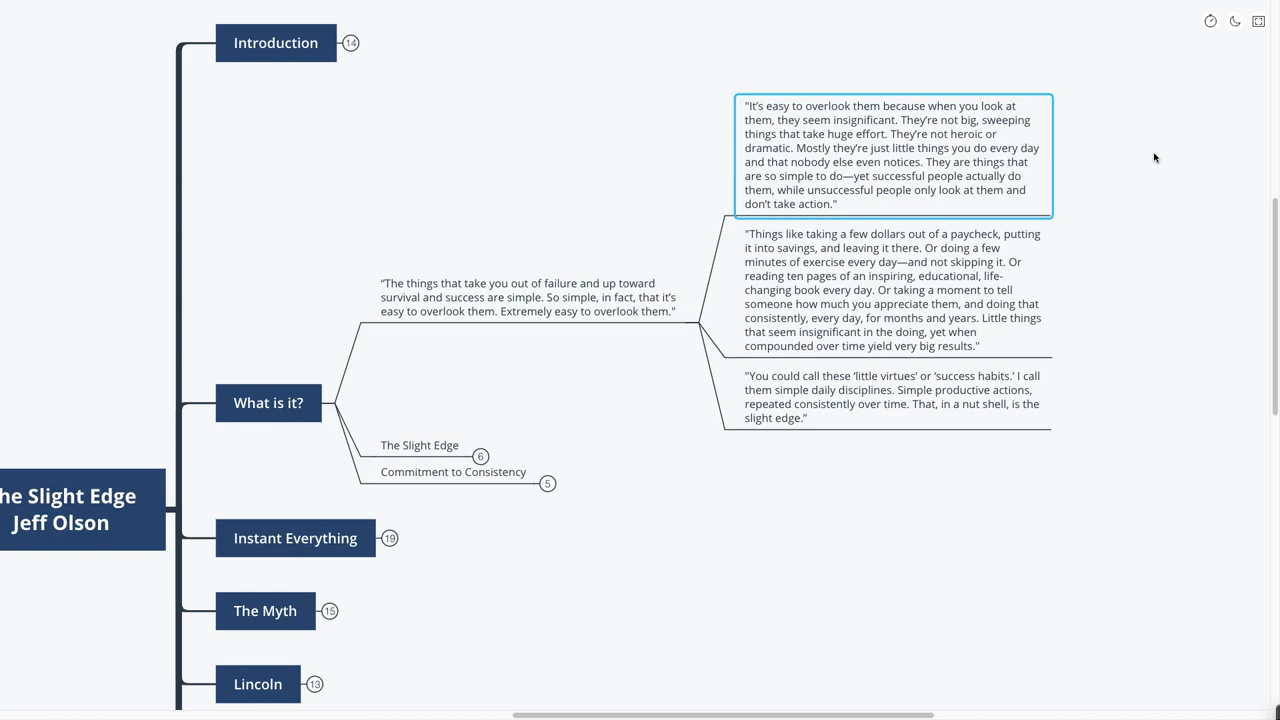 Introduction
14
"It’s easy to overlook them because when you look at
them, they seem insignificant. They’re not big, sweeping
things that take huge effort. They’re not heroic or
dramatic. Mostly they’re just little things you do every day
and that nobody else even notices. They are things that
are so simple to do—yet successful people actually do
them, while unsuccessful people only look at them and
don’t take action."
"Things like taking a few dollars out of a paycheck, putting
it into savings, and leaving it there. Or doing a few
minutes of exercise every day—and not skipping it. Or
reading ten pages of an inspiring, educational, life-
changing book every day. Or taking a moment to tell
someone how much you appreciate them, and doing that
consistently, every day, for months and years. Little things
that seem insignificant in the doing, yet when
compounded over time yield very big results."
“The things that take you out of failure and up toward
survival and success are simple. So simple, in fact, that it’s
easy to overlook them. Extremely easy to overlook them."
"You could call these ‘little virtues’ or ‘success habits.’ I call
them simple daily disciplines. Simple productive actions,
repeated consistently over time. That, in a nut shell, is the
slight edge.”
What is it?
The Slight Edge
6
Commitment to Consistency
5
he Slight Edge
Jeff Olson
Instant Everything
19
The Myth
15
Lincoln
13